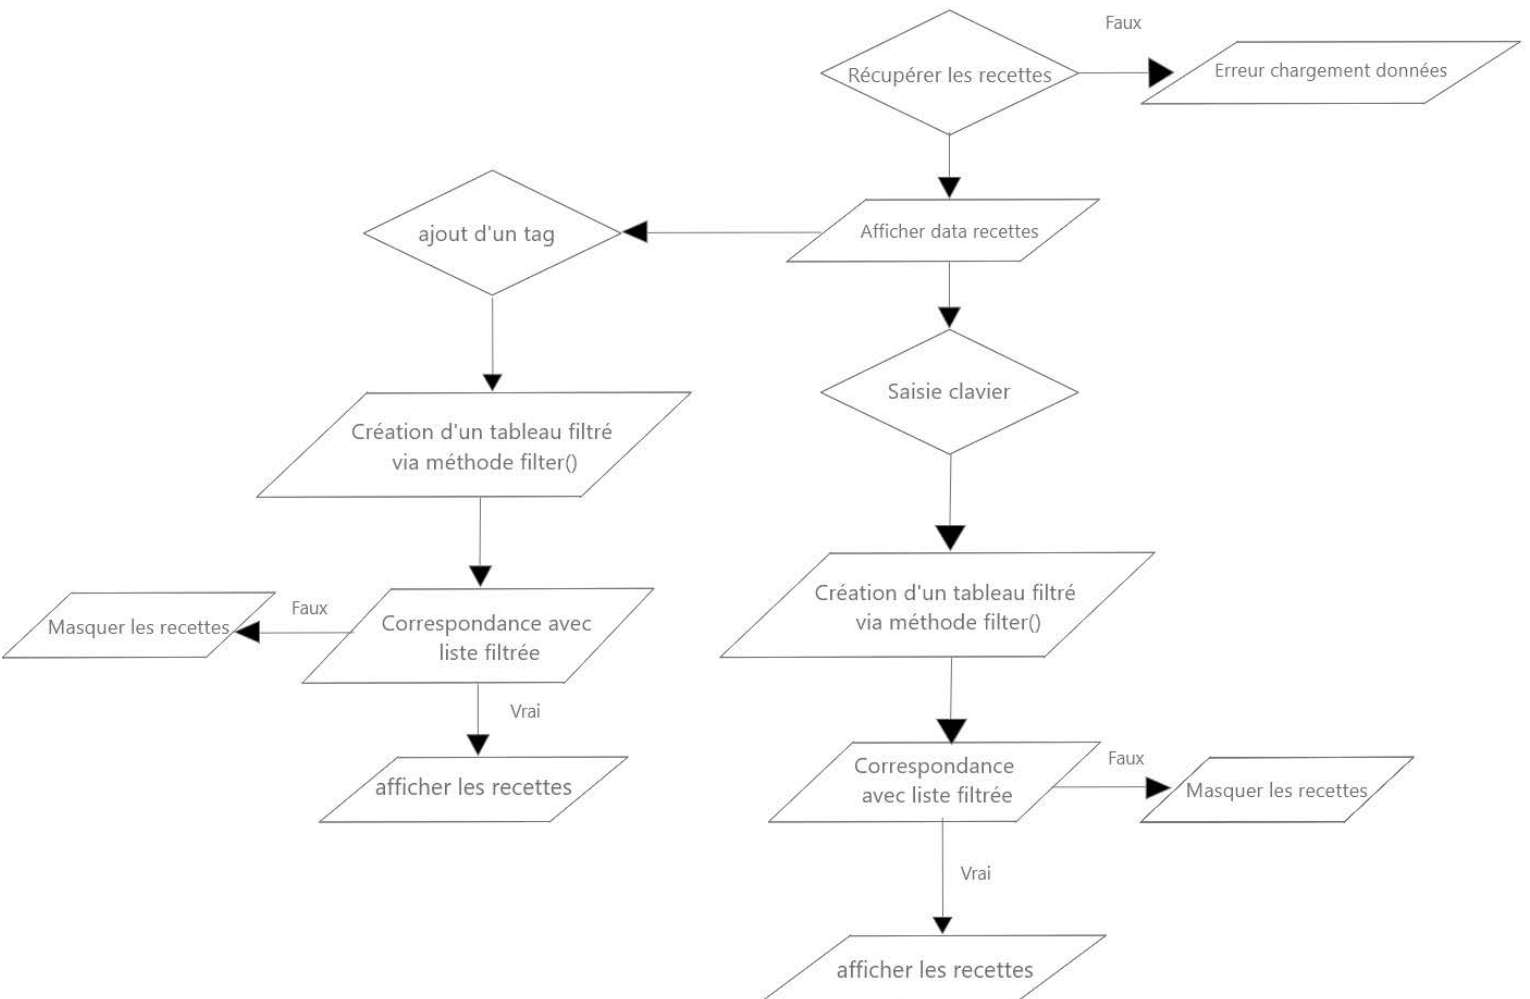 Faux
Récupérer les recettes
Erreur chargement données
ajout d'un tag
Afficher data recettes
Saisie clavier
Création d'un tableau filtré
via méthode filter()
Création d'un tableau filtré
via méthode filter()
Masquer les recettes
Faux
Correspondance avec
liste filtrée
Vrai
afficher les recettes
Correspondance
avec liste filtrée
Faux
Masquer les recettes
Vrai
afficher les recettes